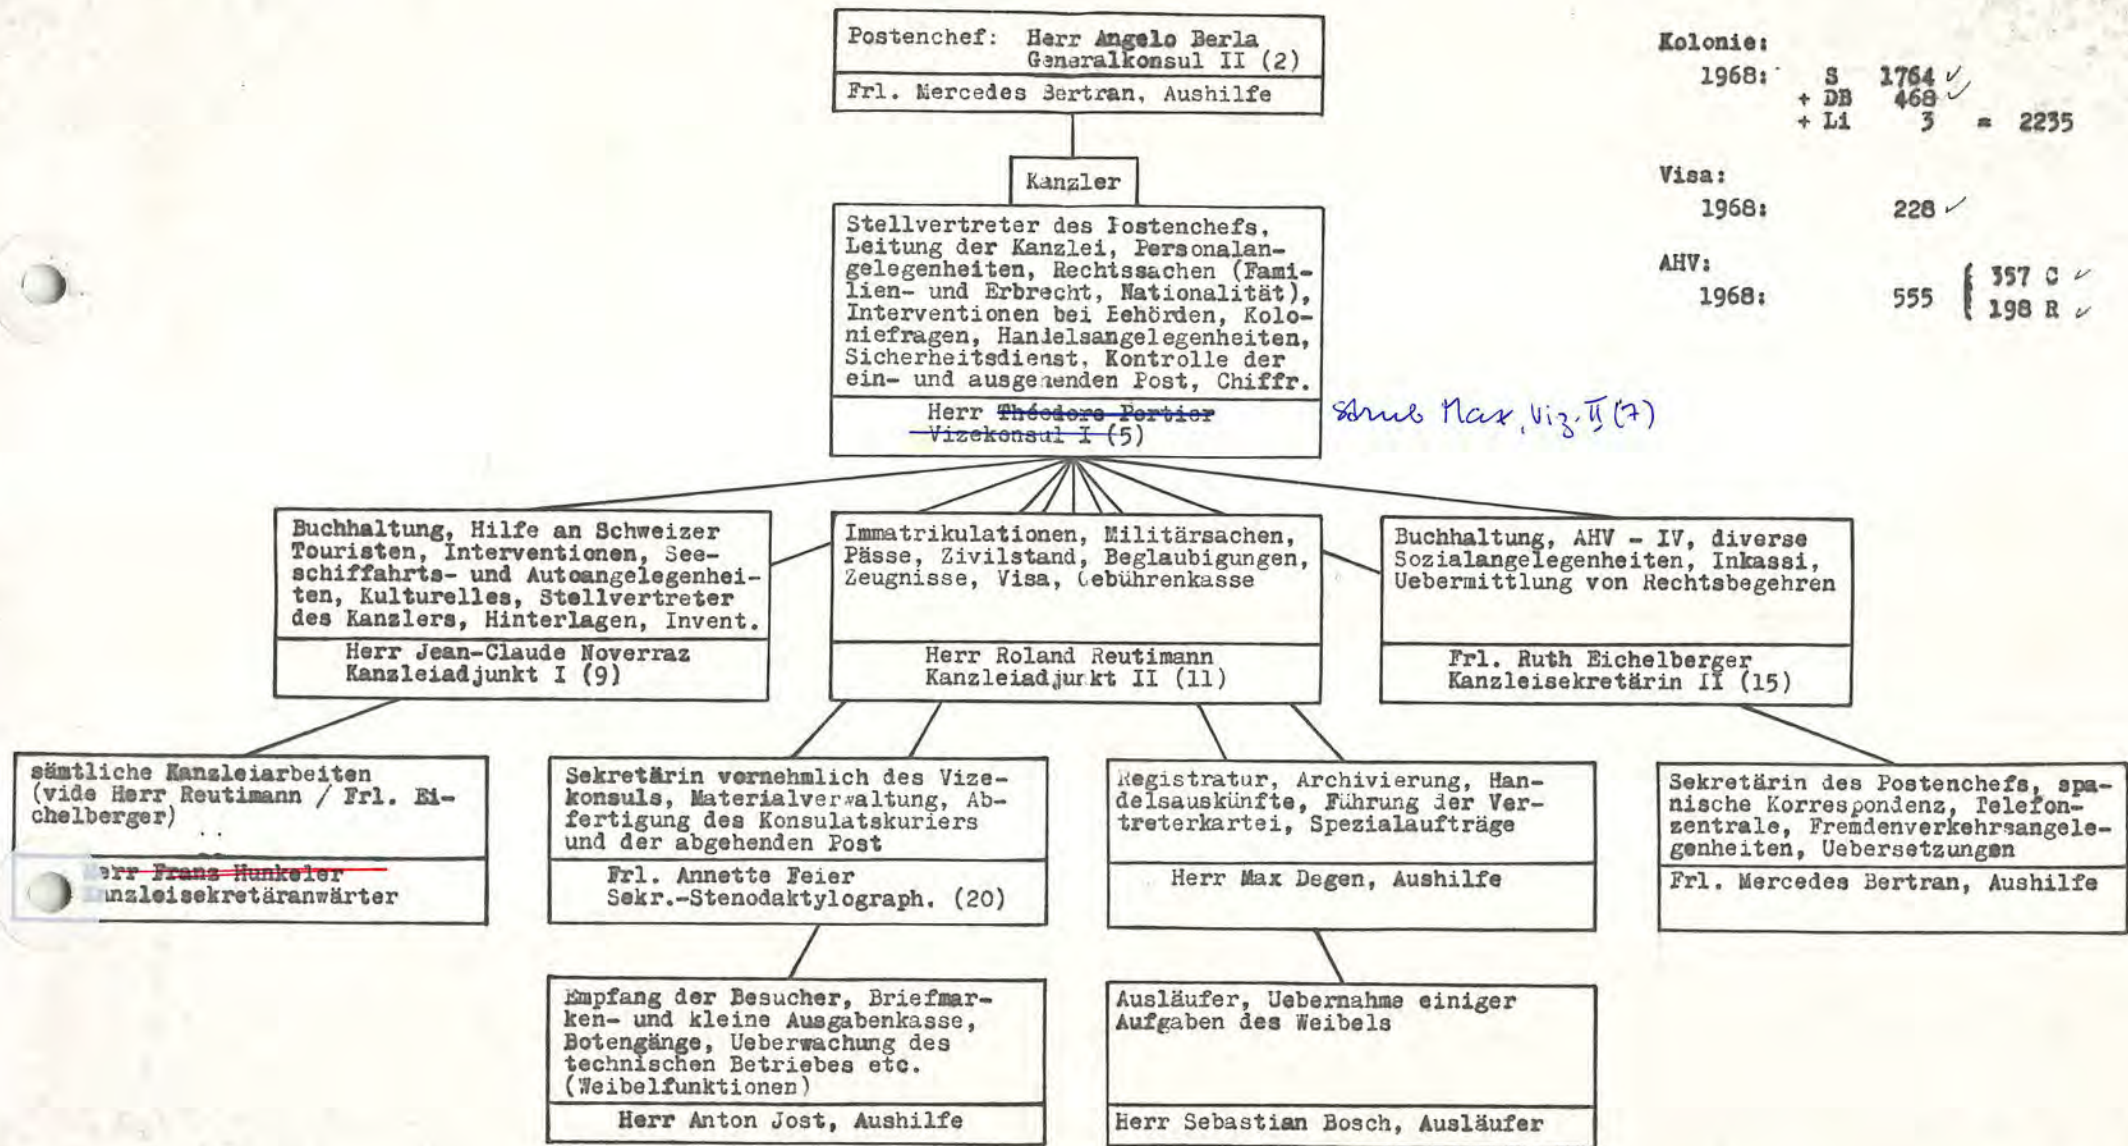 Postenchef: Herr Angelo Berla
Generalkonsul II (2)
Frl. Mercedes Bertran, Aushilfe
Kolonie:
1968: S 1764 ✓
+ DB 468 ✓
+ Li 3 = 2235
Visa:
1968: 228 ✓
AHV:
1968: 555 { 357 C ✓
198 R ✓
Kanzler
Stellvertreter des Postenchefs,
Leitung der Kanzlei, Personalan-
gelegenheiten, Rechtssachen (Fami-
lien- und Erbrecht, Nationalität),
Interventionen bei Behörden, Kolo-
niefragen, Handelsangelegenheiten,
Sicherheitsdienst, Kontrolle der
ein- und ausgehenden Post, Chiffr.
Herr Théodore Portier
Vizekonsul I (5)
Strub Max, Viz. II (7)
Buchhaltung, Hilfe an Schweizer
Touristen, Interventionen, See-
schiffahrts- und Autoangelegenhei-
ten, Kulturelles, Stellvertreter
des Kanzlers, Hinterlagen, Invent.
Herr Jean-Claude Noverraz
Kanzleiadjunkt I (9)
Immatrikulationen, Militärsachen,
Pässe, Zivilstand, Beglaubigungen,
Zeugnisse, Visa, Gebührenkasse
Herr Roland Reutimann
Kanzleiadjunkt II (11)
Buchhaltung, AHV - IV, diverse
Sozialangelegenheiten, Inkassi,
Uebermittlung von Rechtsbegehren
Frl. Ruth Eichelberger
Kanzleisekretärin II (15)
sämtliche Kanzleiarbeiten
(vide Herr Reutimann / Frl. Ei-
chelberger)
Herr Franz Hunkeler
Kanzleisekretäranwärter
Sekretärin vornehmlich des Vize-
konsuls, Materialverwaltung, Ab-
fertigung des Konsulatskuriers
und der abgehenden Post
Frl. Annette Feier
Sekr.-Stenodaktylograph. (20)
Registratur, Archivierung, Han-
delsauskünfte, Führung der Ver-
treterkartei, Spezialaufträge
Herr Max Degen, Aushilfe
Sekretärin des Postenchefs, spa-
nische Korrespondenz, Telefon-
zentrale, Fremdenverkehrsangele-
genheiten, Uebersetzungen
Frl. Mercedes Bertran, Aushilfe
Empfang der Besucher, Briefmar-
ken- und kleine Ausgabenkasse,
Botengänge, Ueberwachung des
technischen Betriebes etc.
(Weibelfunktionen)
Herr Anton Jost, Aushilfe
Ausläufer, Uebernahme einiger
Aufgaben des Weibels
Herr Sebastian Bosch, Ausläufer